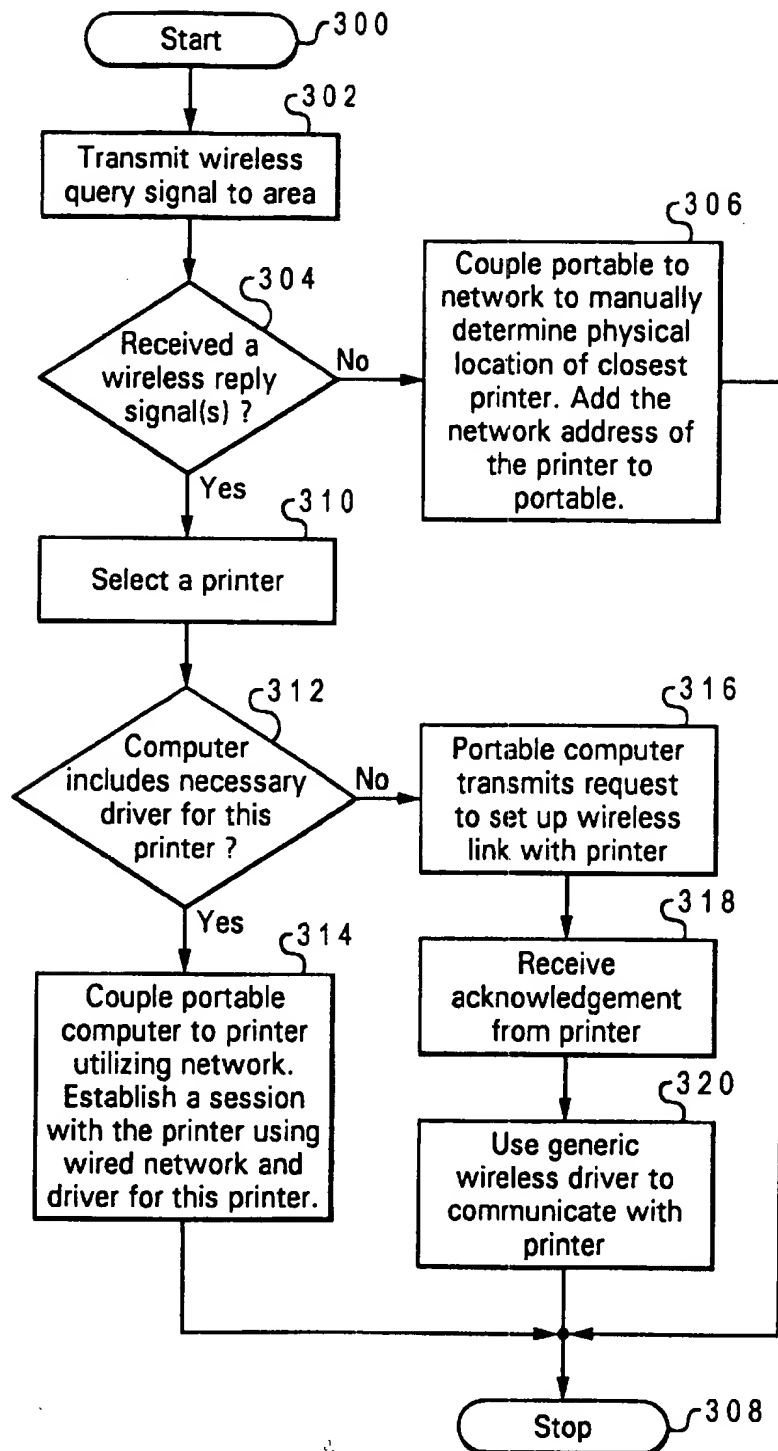 Start
300
302
Transmit wireless
query signal to area
304
Received a
wireless reply
signal(s) ?
No
Yes
306
Couple portable to
network to manually
determine physical
location of closest
printer. Add the
network address of
the printer to
portable.
310
Select a printer
312
Computer
includes necessary
driver for this
printer ?
No
Yes
316
Portable computer
transmits request
to set up wireless
link with printer
314
Couple portable
computer to printer
utilizing network.
Establish a session
with the printer using
wired network and
driver for this printer.
318
Receive
acknowledgement
from printer
320
Use generic
wireless driver to
communicate with
printer
Stop
308